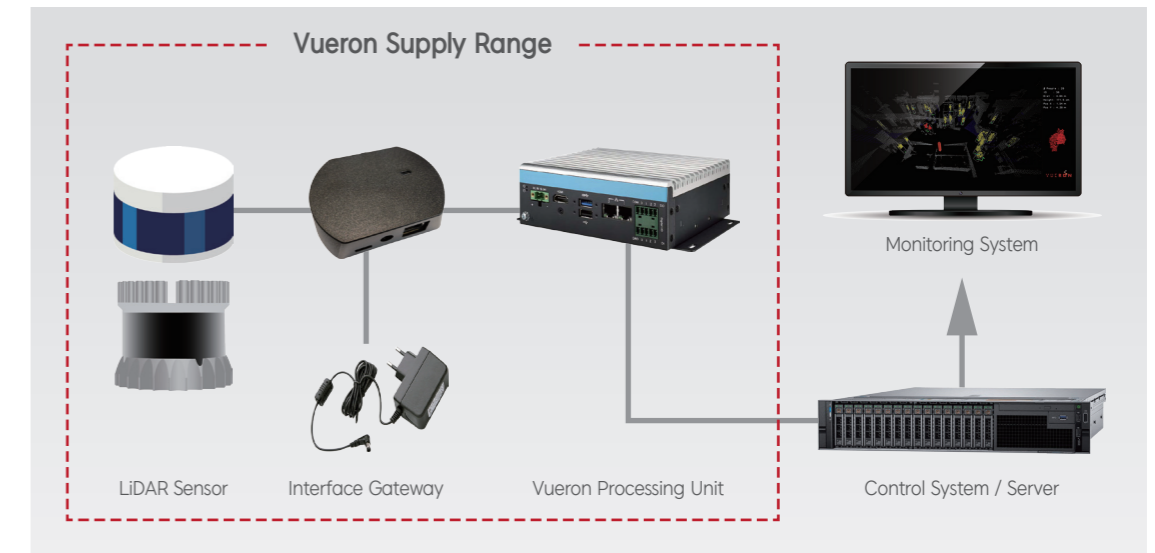 Vueron Supply Range
Monitoring System
LiDAR Sensor
Interface Gateway
Vueron Processing Unit
Control System / Server